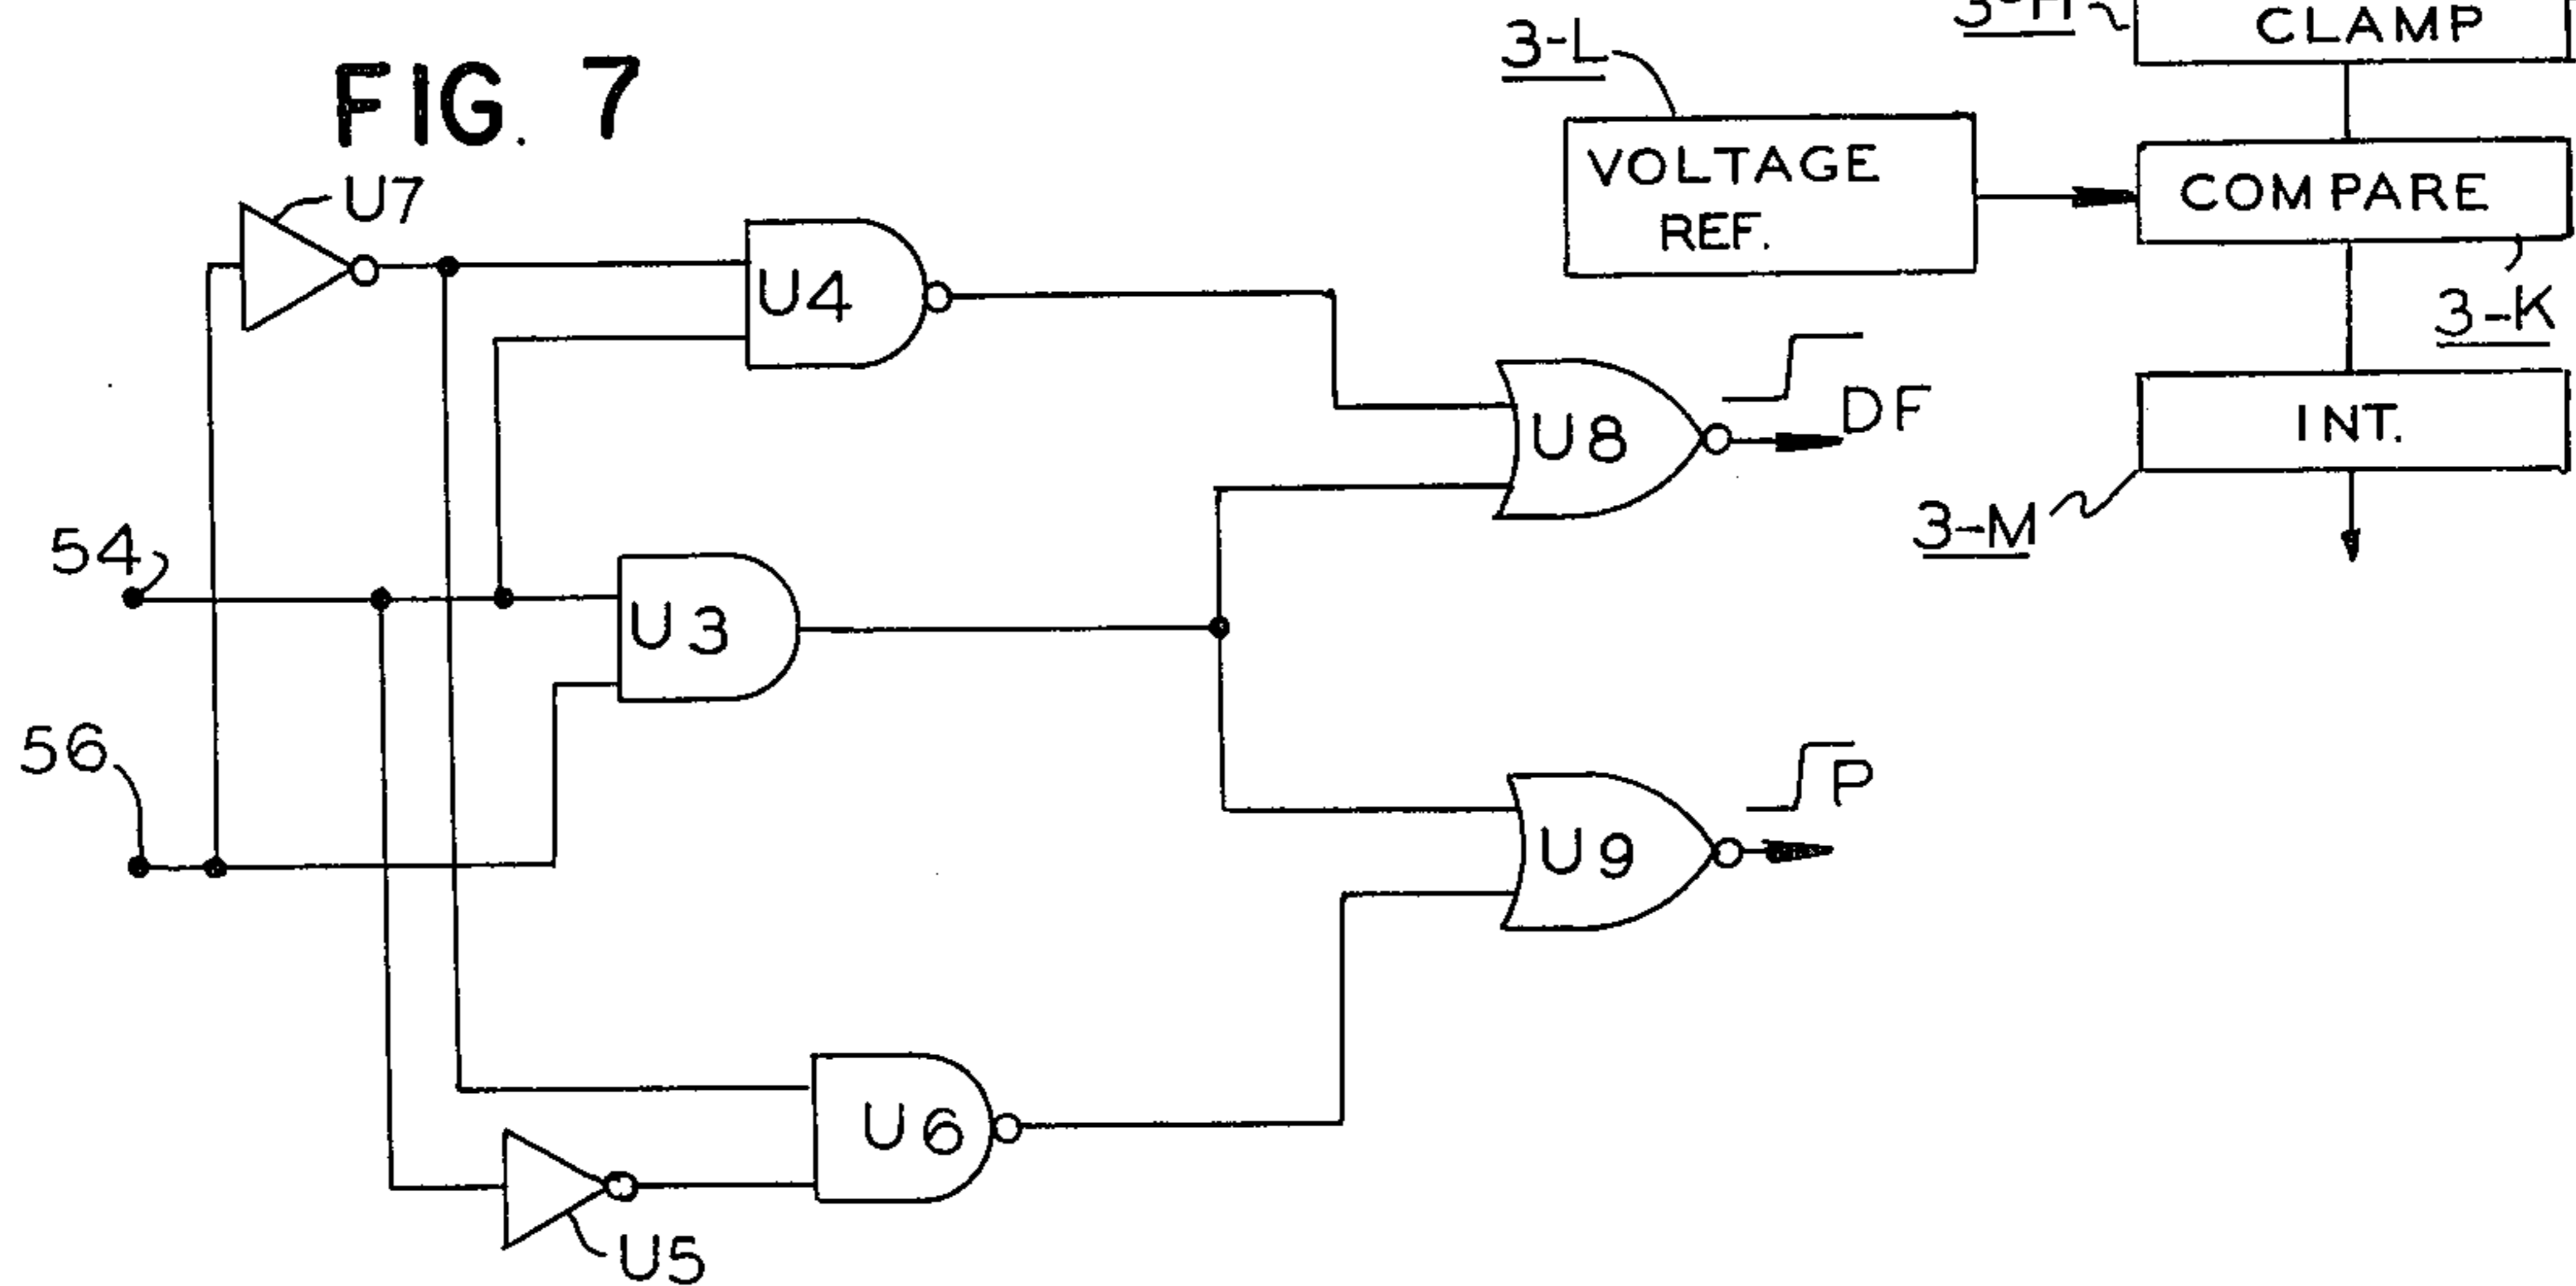 FIG. 7
U7
U4
54
U3
56
U6
U5
U8
DF
U9
P
3-H
CLAMP
3-L
VOLTAGE
REF.
COMPARE
3-K
INT.
3-M